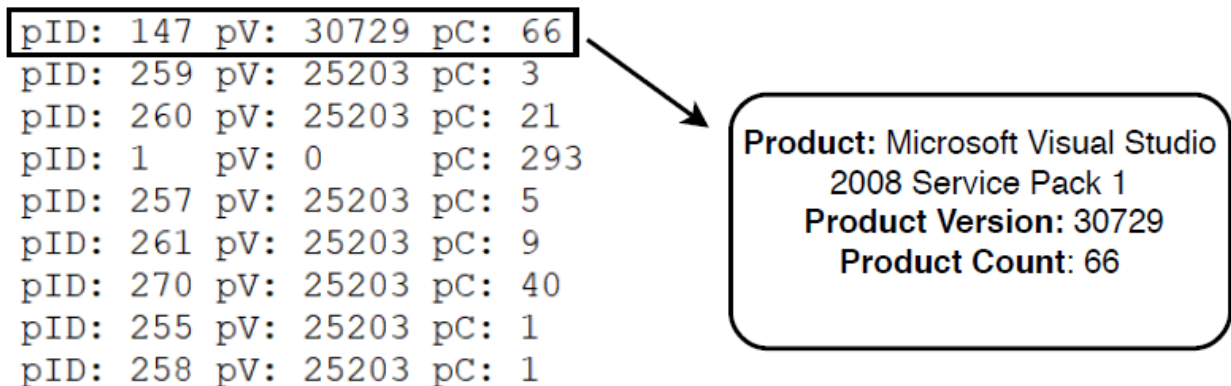 pID: 147 pV: 30729 pC: 66
pID: 259 pV: 25203 pC: 3
pID: 260 pV: 25203 pC: 21
pID: 1 pV: 0 pC: 293
pID: 257 pV: 25203 pC: 5
pID: 261 pV: 25203 pC: 9
pID: 270 pV: 25203 pC: 40
pID: 255 pV: 25203 pC: 1
pID: 258 pV: 25203 pC: 1
Product: Microsoft Visual Studio
2008 Service Pack 1
Product Version: 30729
Product Count: 66